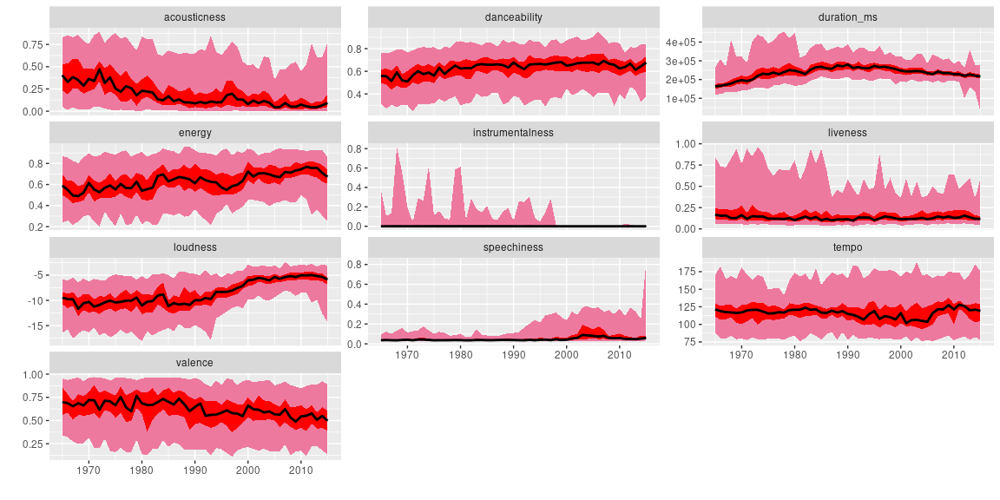 acousticness
0.75
0.50
0.25
0.00
danceability
0.8
0.6
0.4
duration_ms
4e+05
3e+05
2e+05
1e+05
energy
0.8
0.6
0.4
0.2
instrumentalness
0.8
0.6
0.4
0.2
0.0
liveness
1.00
0.75
0.50
0.25
0.00
loudness
-5
-10
-15
speechiness
0.8
0.6
0.4
0.2
0.0
1970 1980 1990 2000 2010
tempo
175
150
125
100
75
1970 1980 1990 2000 2010
valence
1.00
0.75
0.50
0.25
1970 1980 1990 2000 2010